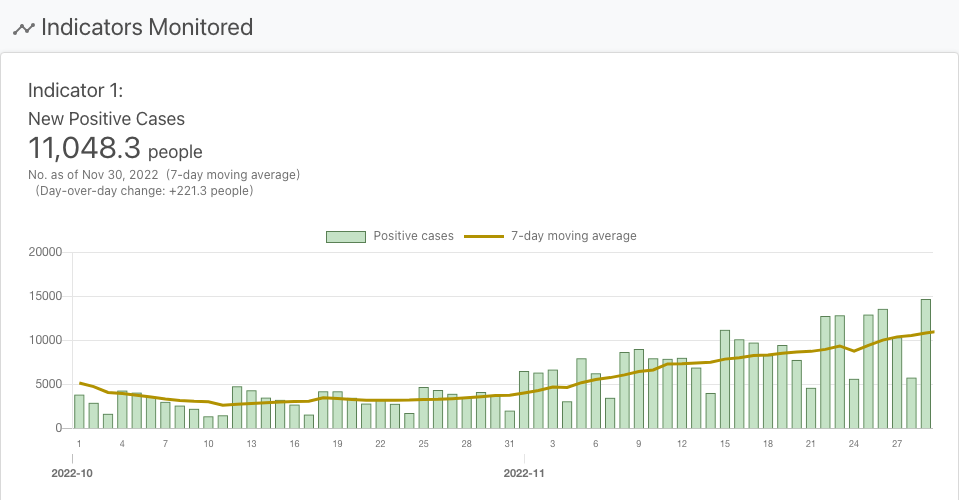 Indicators Monitored
Indicator 1:
New Positive Cases
11,048.3 people
No. as of Nov 30, 2022 (7-day moving average)
(Day-over-day change: +221.3 people)
Positive cases 7-day moving average
20000
15000
10000
5000
0
1 4 7 10 13 16 19 22 25 28 31 3 6 9 12 15 18 21 24 27
2022-10 2022-11